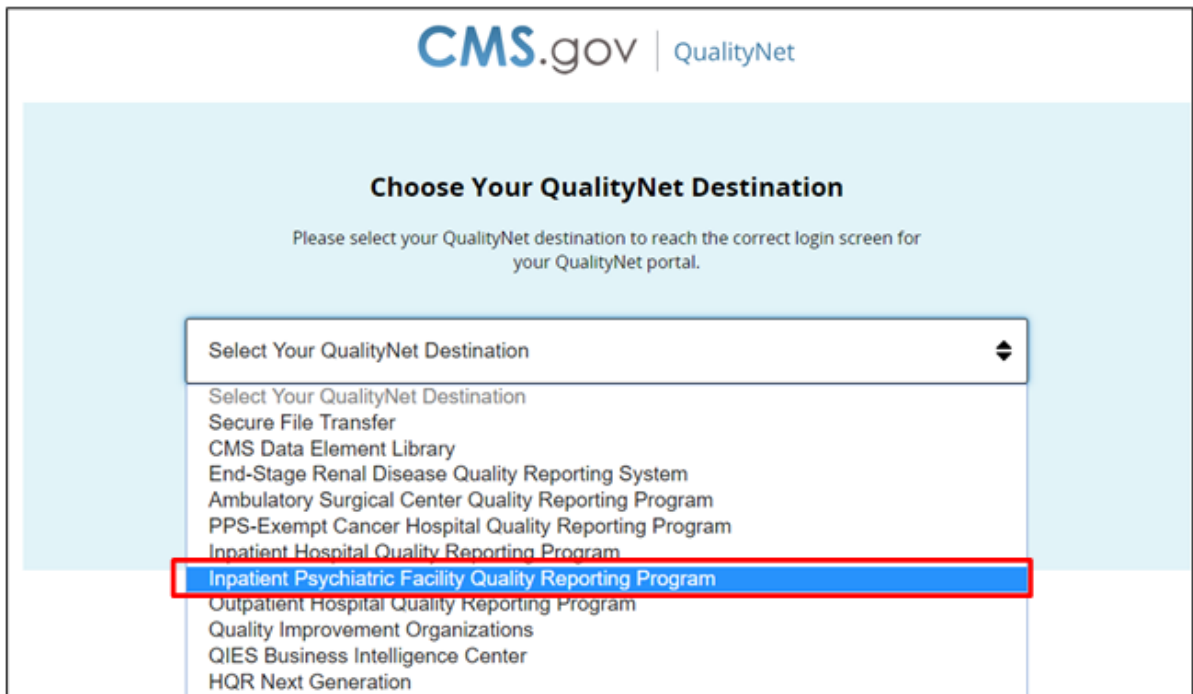 CMS.gov | QualityNet
Choose Your QualityNet Destination
Please select your QualityNet destination to reach the correct login screen for
your QualityNet portal.
Select Your QualityNet Destination
Select Your QualityNet Destination
Secure File Transfer
CMS Data Element Library
End-Stage Renal Disease Quality Reporting System
Ambulatory Surgical Center Quality Reporting Program
PPS-Exempt Cancer Hospital Quality Reporting Program
Inpatient Hospital Quality Reporting Program
Inpatient Psychiatric Facility Quality Reporting Program
Outpatient Hospital Quality Reporting Program
Quality Improvement Organizations
QIES Business Intelligence Center
HQR Next Generation